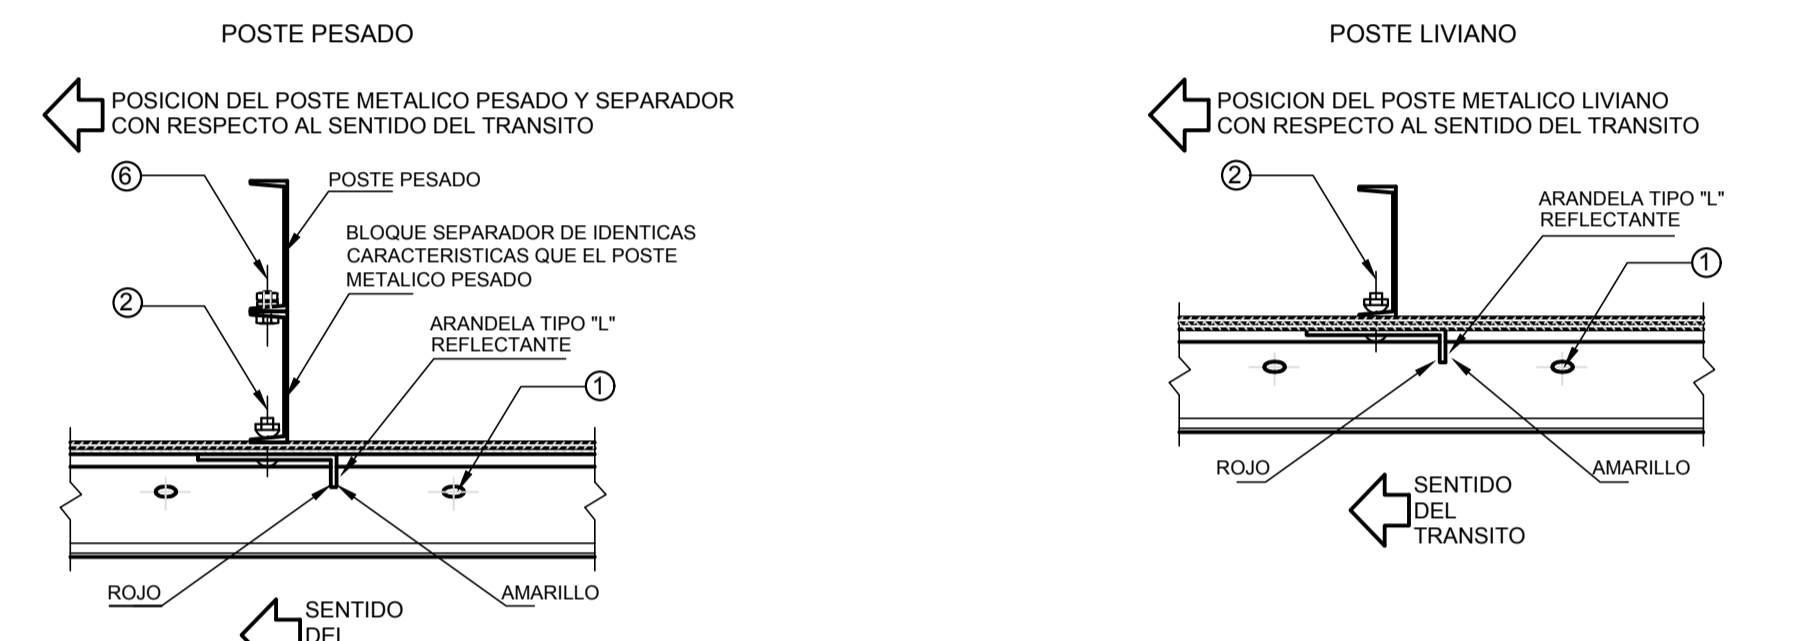 POSTE PESADO
POSICION DEL POSTE METALICO PESADO Y SEPARADOR
CON RESPECTO AL SENTIDO DEL TRANSITO
6
POSTE PESADO
BLOQUE SEPARADOR DE IDENTICAS
CARACTERISTICAS QUE EL POSTE
METALICO PESADO
2
ARANDELA TIPO "L"
REFLECTANTE
1
ROJO
AMARILLO
SENTIDO
DEL
POSTE LIVIANO
POSICION DEL POSTE METALICO LIVIANO
CON RESPECTO AL SENTIDO DEL TRANSITO
2
ARANDELA TIPO "L"
REFLECTANTE
1
ROJO
AMARILLO
SENTIDO
DEL
TRANSITO